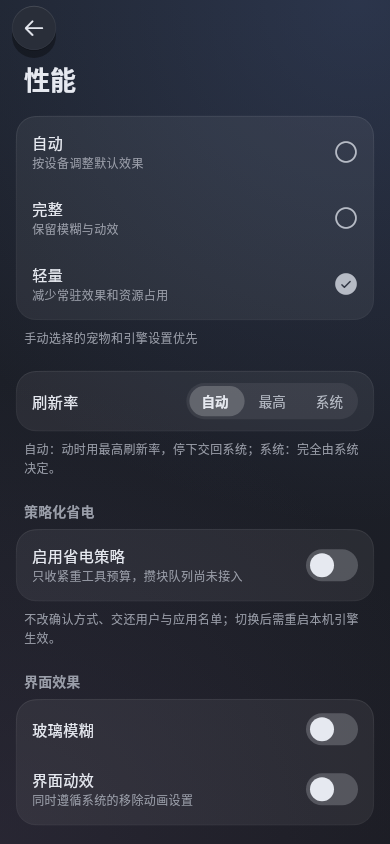 性能
自动
按设备调整默认效果
完整
保留模糊与动效
轻量
减少常驻效果和资源占用
手动选择的宠物和引擎设置优先
刷新率
自动
最高
系统
自动：动时用最高刷新率，停下交回系统；系统：完全由系统
决定。
策略化省电
启用省电策略
只收紧重工具预算，攒块队列尚未接入
不改确认方式、交还用户与应用名单；切换后需重启本机引擎
生效。
界面效果
玻璃模糊
界面动效
同时遵循系统的移除动画设置